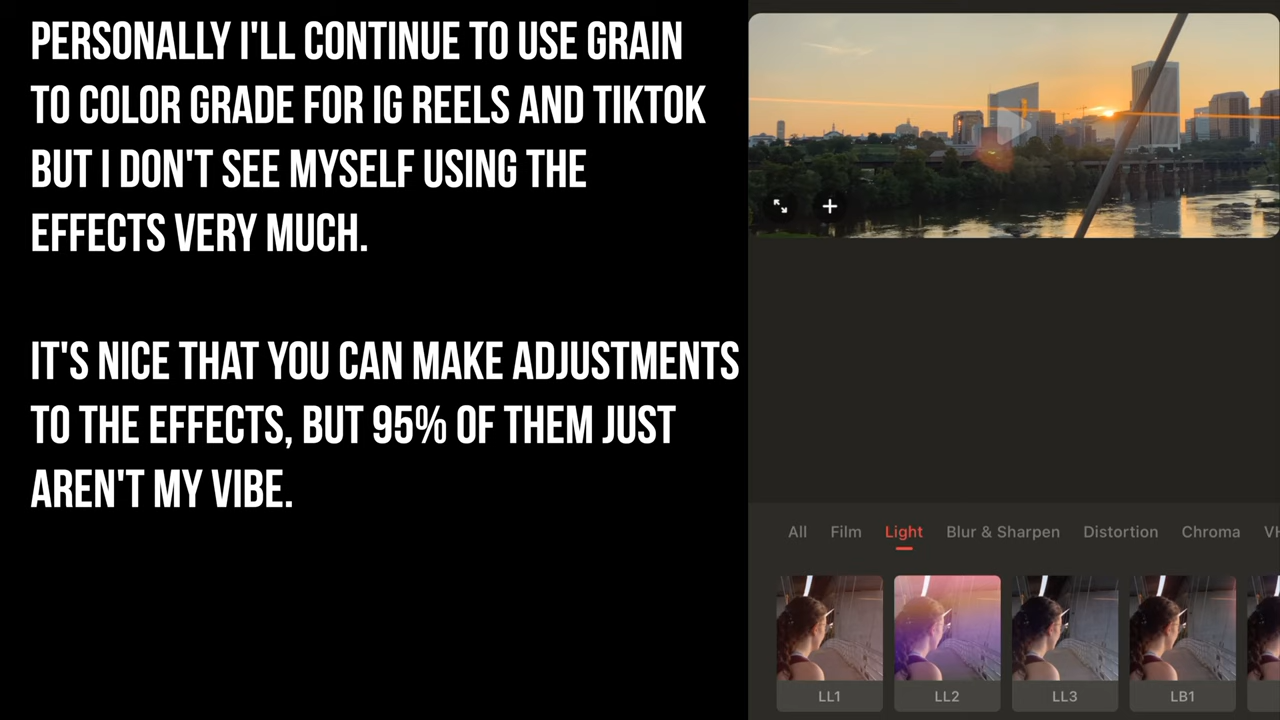 PERSONALLY I'LL CONTINUE TO USE GRAIN
TO COLOR GRADE FOR IG REELS AND TIKTOK
BUT I DON'T SEE MYSELF USING THE
EFFECTS VERY MUCH.
IT'S NICE THAT YOU CAN MAKE ADJUSTMENTS
TO THE EFFECTS, BUT 95% OF THEM JUST
AREN'T MY VIBE.
All Film Light Blur & Sharpen Distortion Chroma
LL1 LL2 LL3 LB1